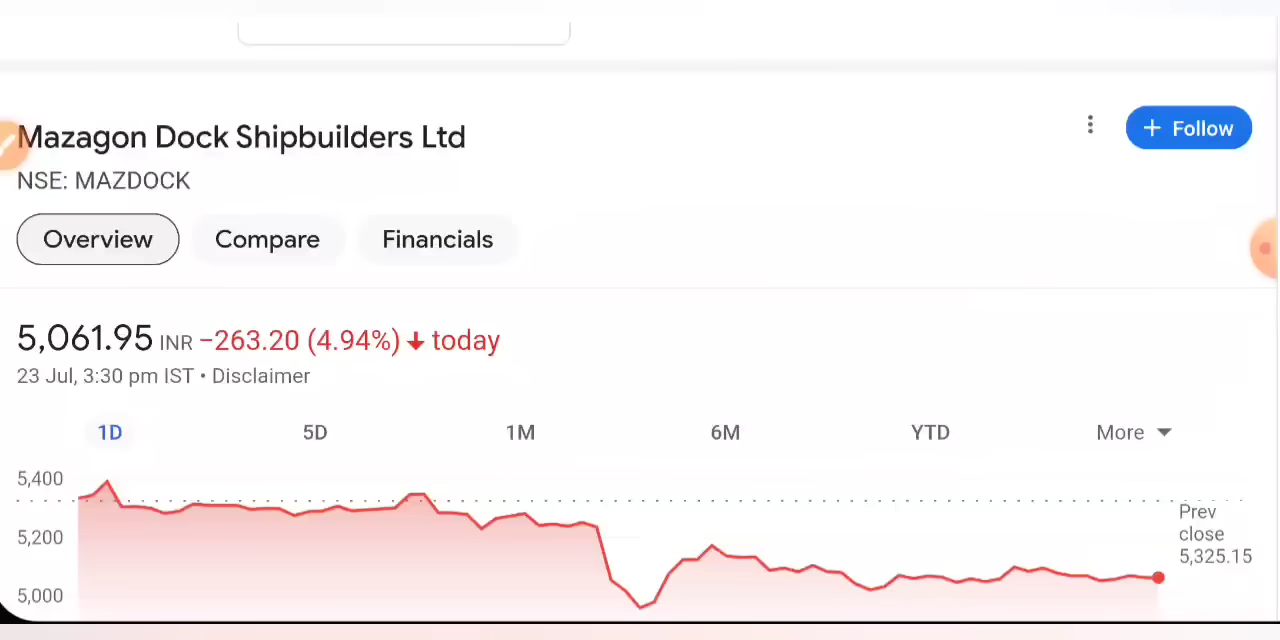 Mazagon Dock Shipbuilders Ltd
+ Follow
NSE: MAZDOCK
Overview Compare Financials
5,061.95 INR −263.20 (4.94%) ↓ today
23 Jul, 3:30 pm IST • Disclaimer
1D 5D 1M 6M YTD More
5,400
5,200
5,000
Prev
close
5,325.15